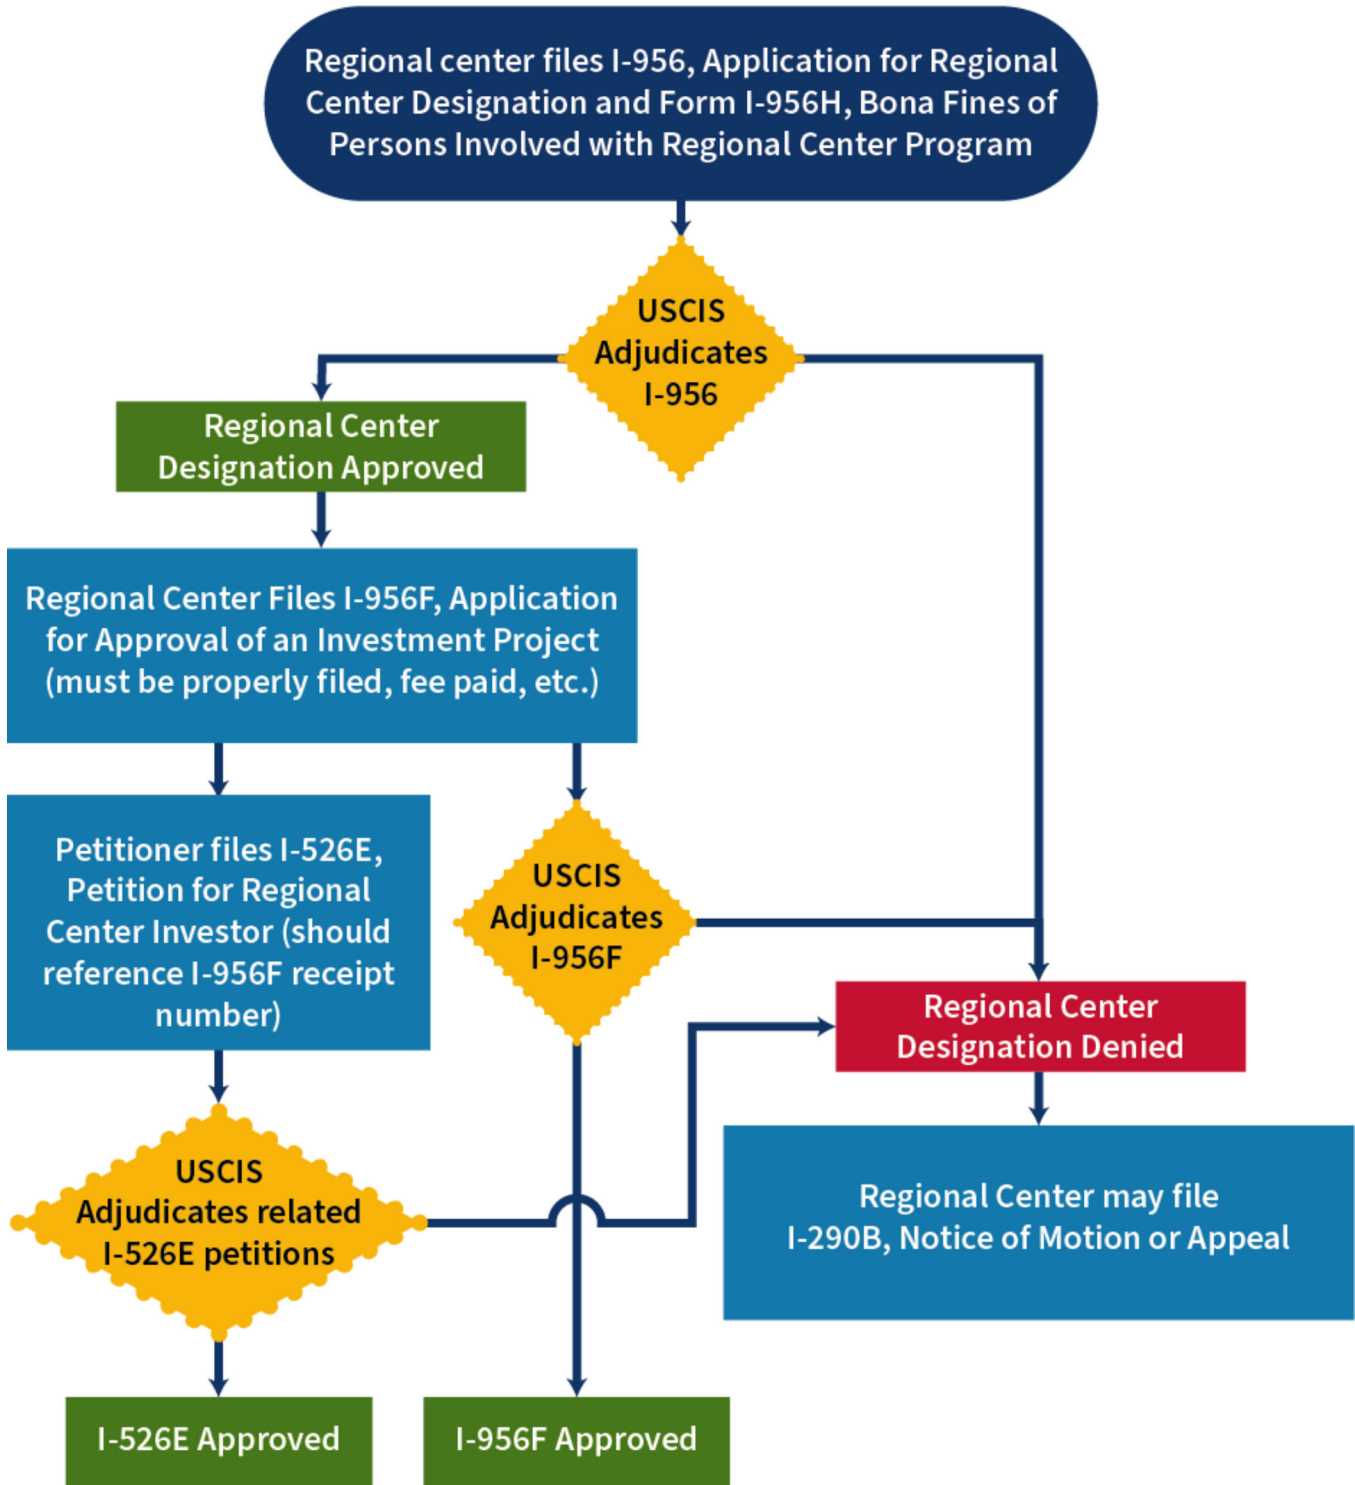 Regional center files I-956, Application for Regional
Center Designation and Form I-956H, Bona Fines of
Persons Involved with Regional Center Program
USCIS
Adjudicates
I-956
Regional Center
Designation Approved
Regional Center Files I-956F, Application
for Approval of an Investment Project
(must be properly filed, fee paid, etc.)
Petitioner files I-526E,
Petition for Regional
Center Investor (should
reference I-956F receipt
number)
USCIS
Adjudicates
I-956F
Regional Center
Designation Denied
USCIS
Adjudicates related
I-526E petitions
Regional Center may file
I-290B, Notice of Motion or Appeal
I-526E Approved
I-956F Approved